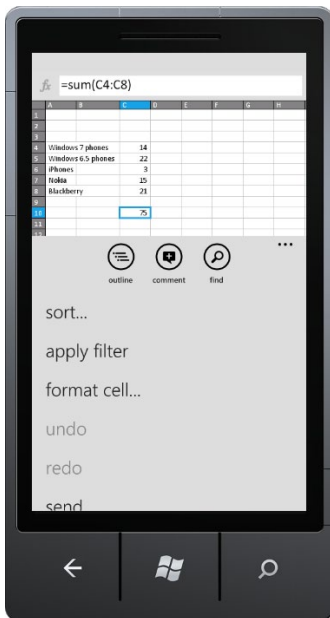 fx =sum(C4:C8)
A B C D E F G H
1
2
3
4 Windows 7 phones 14
5 Windows 6.5 phones 22
6 iPhones 3
7 Nokia 15
8 Blackberry 21
9
10 75
11
12
outline comment find ...
sort...
apply filter
format cell...
undo
redo
send